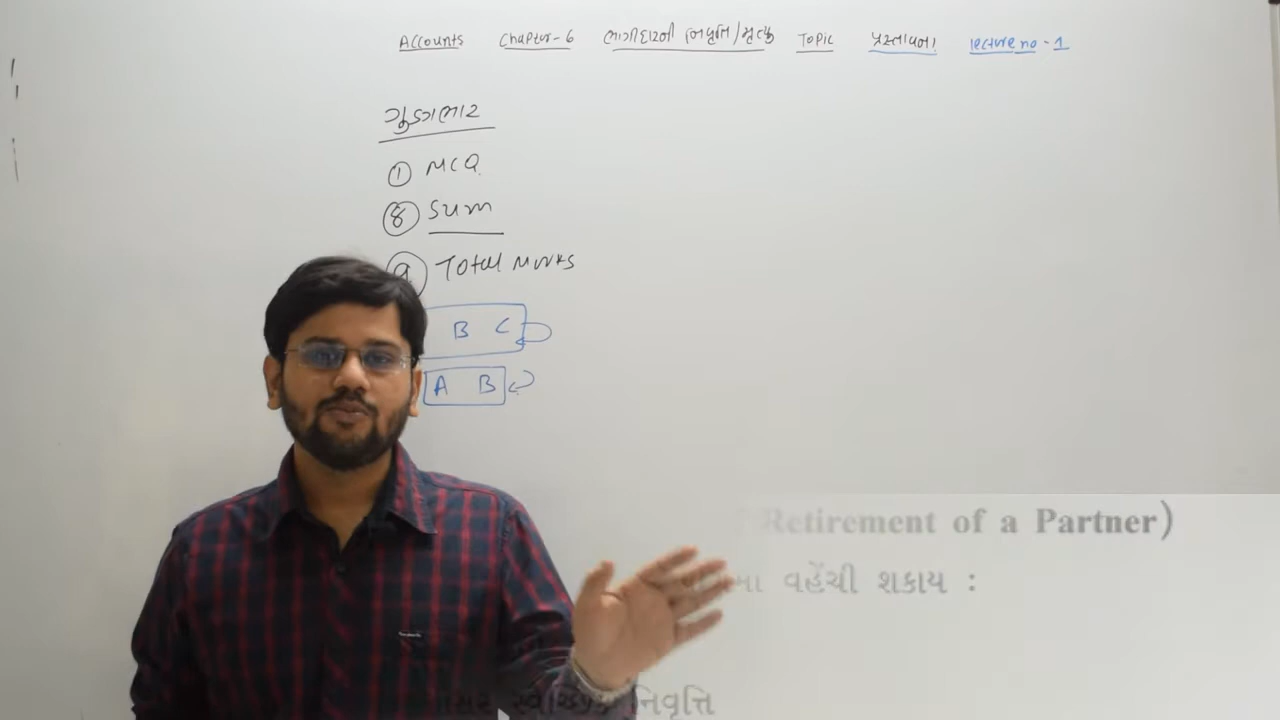 Accounts Chapter-6 ભાગીદારની નિવૃત્તિ/મૃત્યુ Topic પ્રસ્તાવના Lecture no-1
ગુણભાર
① MCQ
⑧ Sum
⑨ Total Marks
B C
A B
Retirement of a Partner)
વહેંચી શકાય :
નિવૃત્તિ